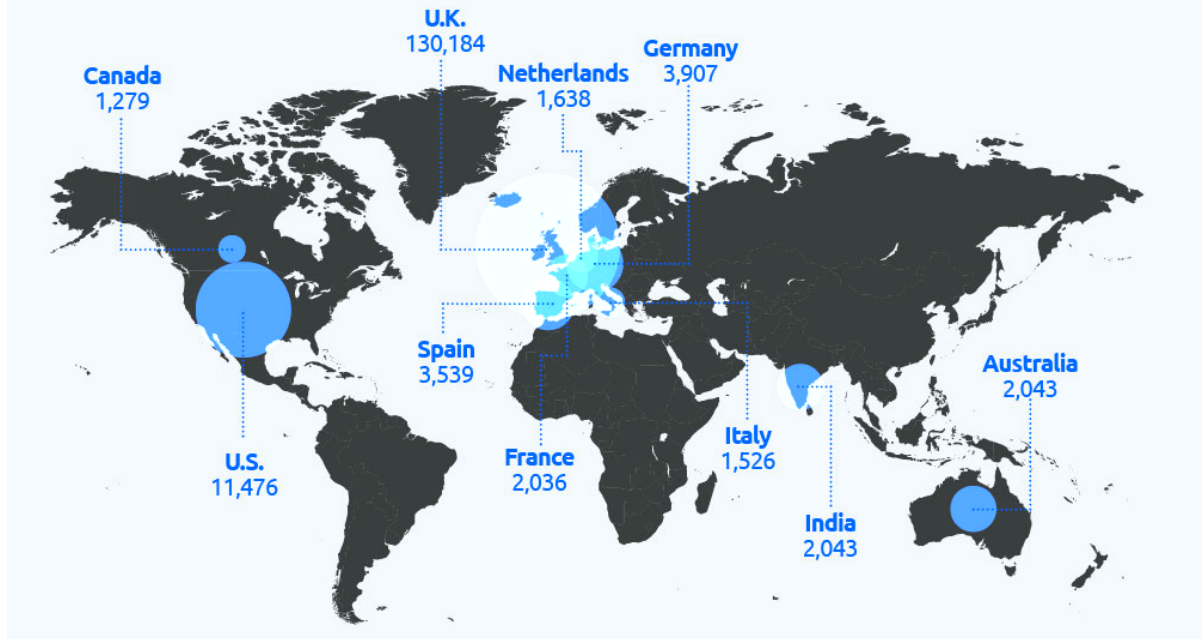 U.K.
130,184
Germany
3,907
Netherlands
1,638
Canada
1,279
Spain
3,539
Australia
2,043
Italy
1,526
France
2,036
U.S.
11,476
India
2,043